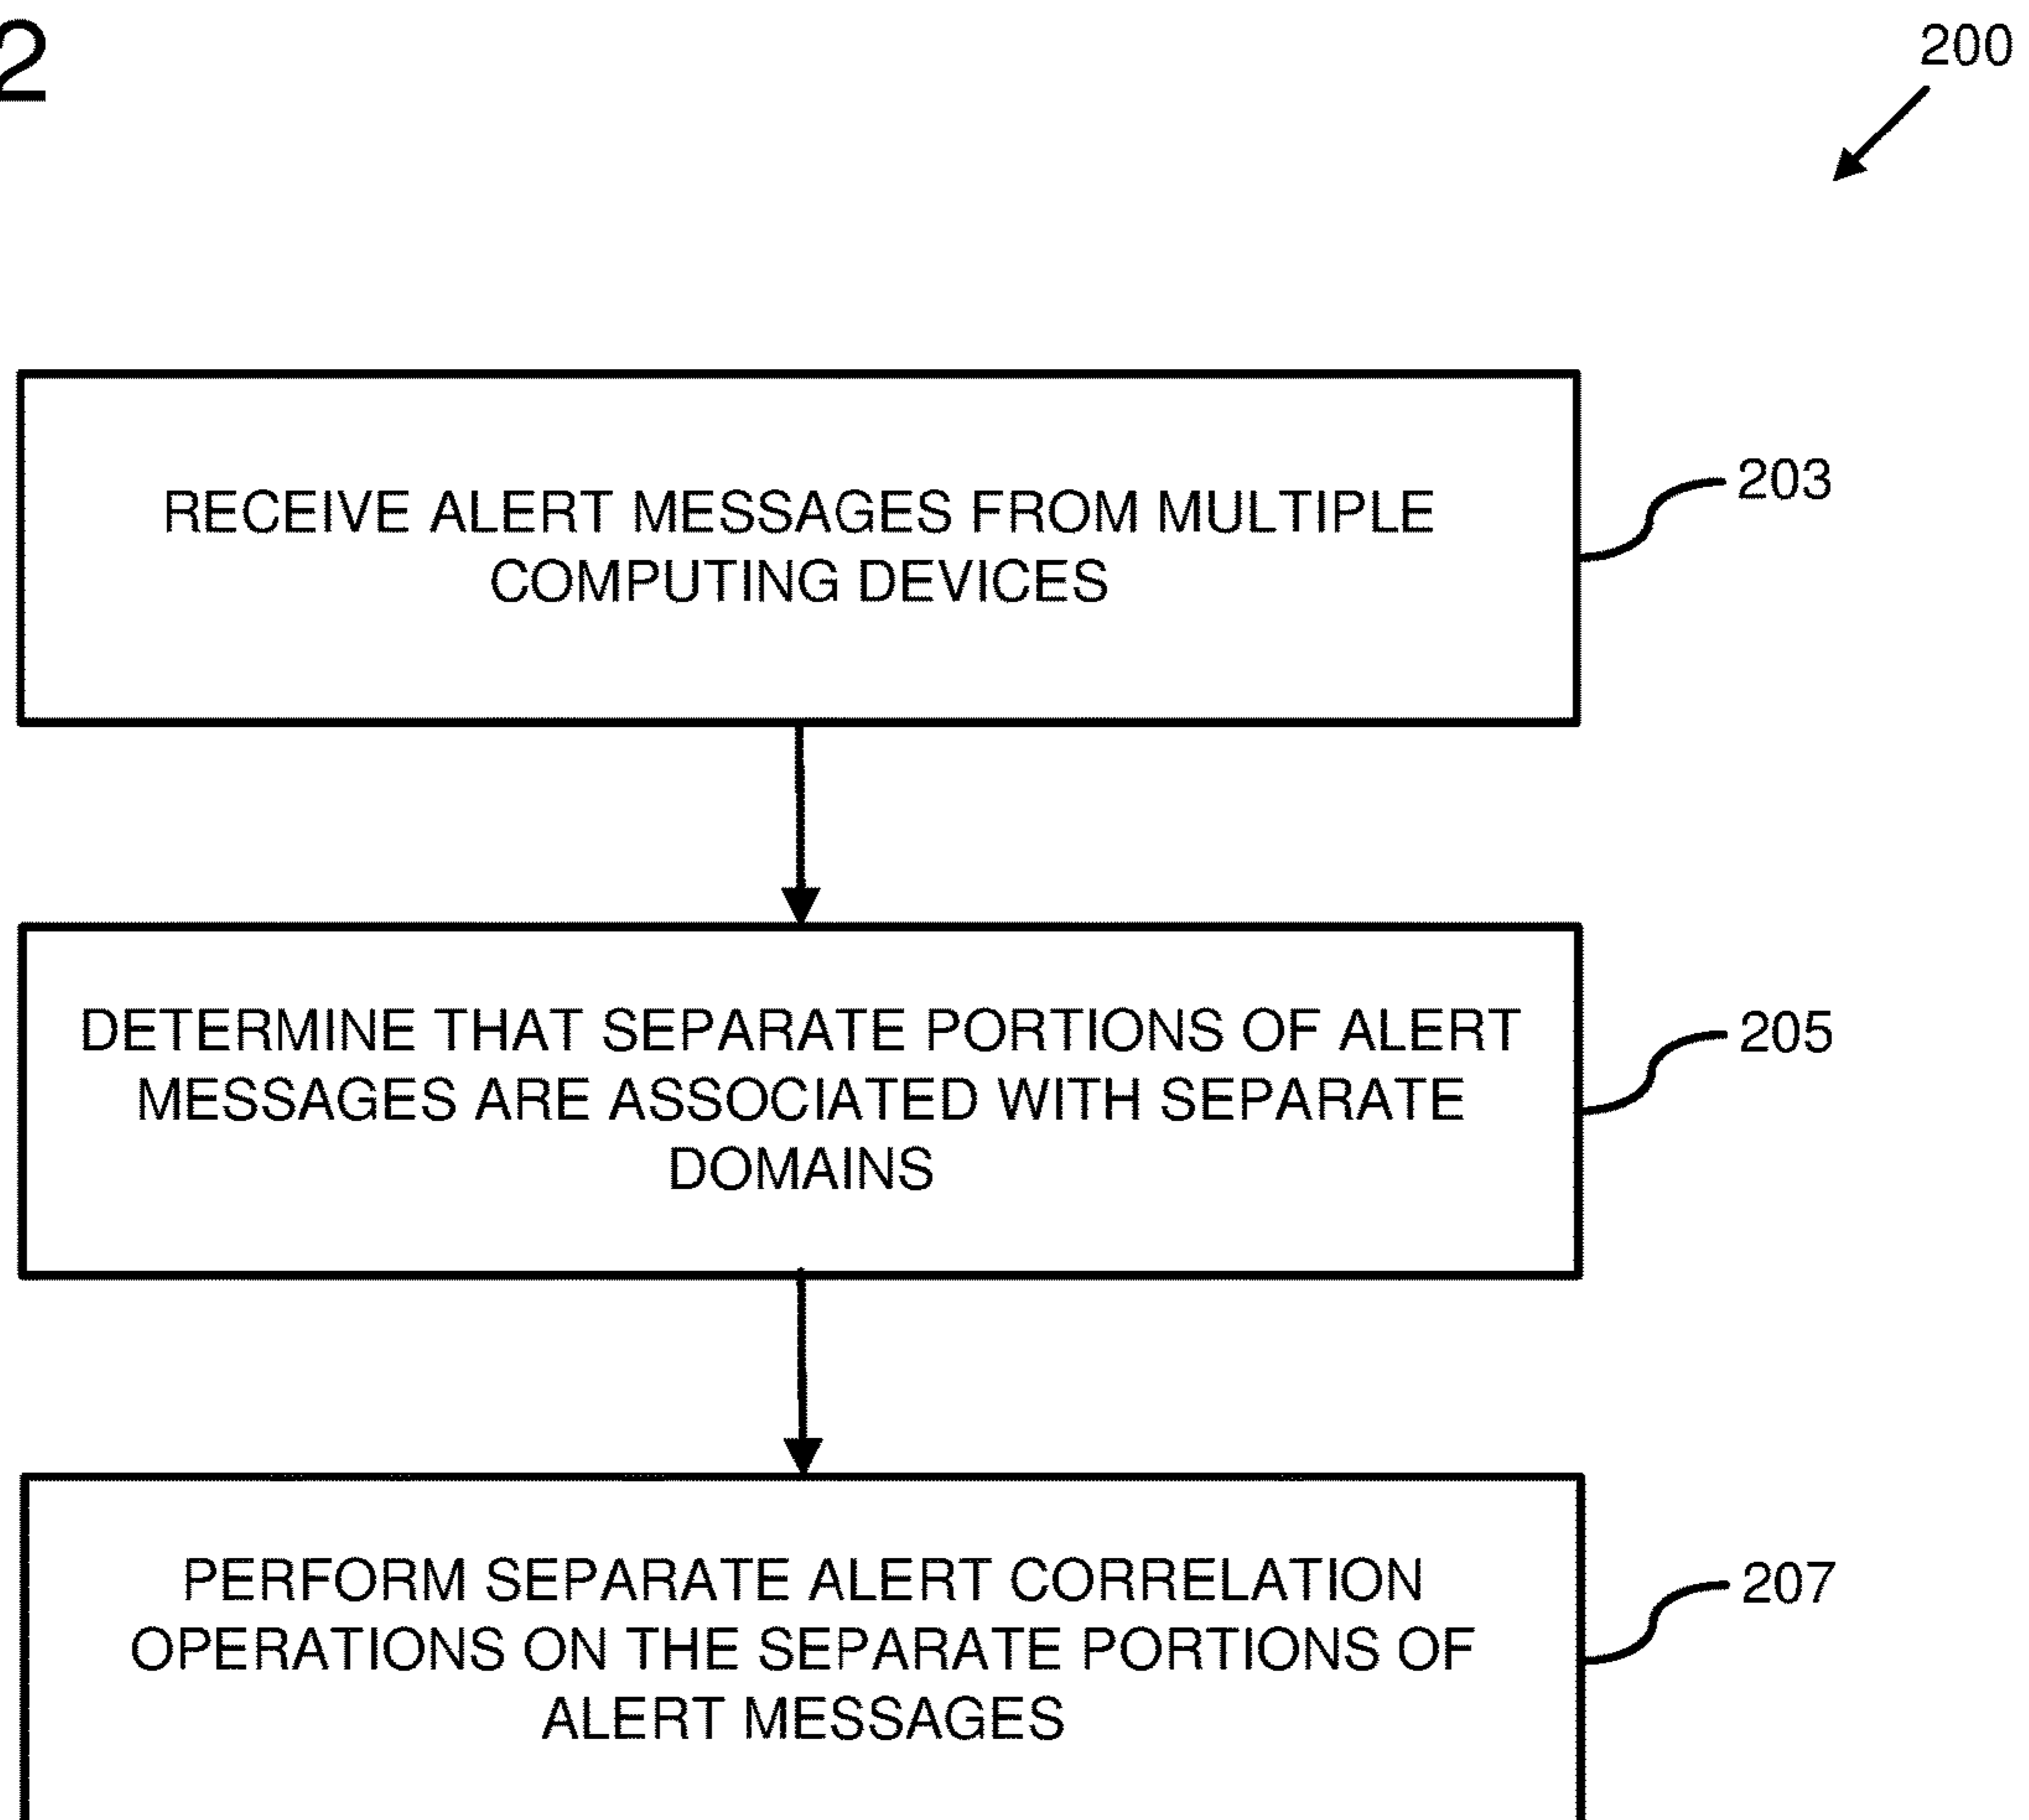 2
200
RECEIVE ALERT MESSAGES FROM MULTIPLE
COMPUTING DEVICES
203
DETERMINE THAT SEPARATE PORTIONS OF ALERT
MESSAGES ARE ASSOCIATED WITH SEPARATE
DOMAINS
205
PERFORM SEPARATE ALERT CORRELATION
OPERATIONS ON THE SEPARATE PORTIONS OF
ALERT MESSAGES
207